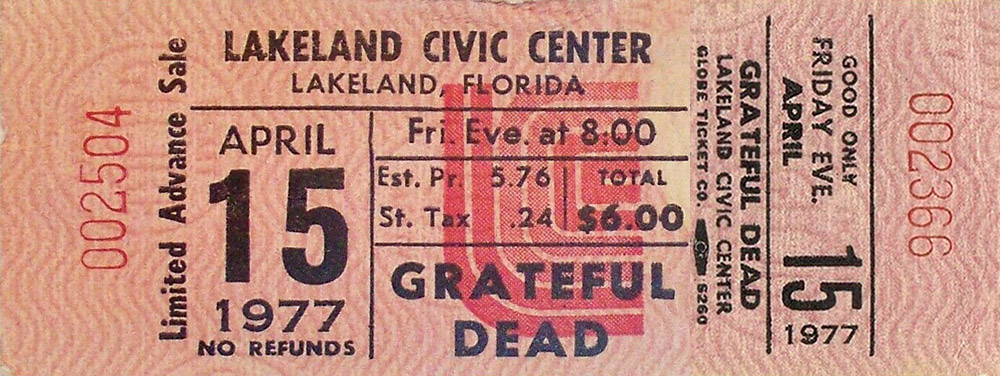 002504
Limited Advance Sale
LAKELAND CIVIC CENTER
LAKELAND, FLORIDA
APRIL
15
1977
NO REFUNDS
Fri. Eve. at 8:00
Est. Pr. 5.76
St. Tax .24
TOTAL
$6.00
GRATEFUL
DEAD
GRATEFUL DEAD
LAKELAND CIVIC CENTER
GLOBE TICKET CO. 5260
GOOD ONLY
FRIDAY EVE.
APRIL
15
1977
002366